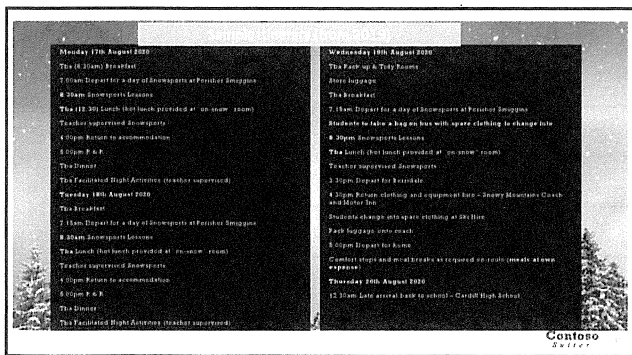 Monday 17th August 2020
Tba (6.30am) Breakfast
7.00am Depart for a day of Snowsports at Perisher Smiggins
8.30am Snowsports Lessons
Tba (12.30) Lunch (hot lunch provided at on-snow room)
Teacher supervised Snowsports
4:00pm Return to accommodation
5.00pm R & R
Tba Dinner
Tba Facilitated Night Activities (teacher supervised)
Tuesday 18th August 2020
Tba Breakfast
7.15am Depart for a day of Snowsports at Perisher Smiggins
8.30am Snowsports Lessons
Tba Lunch (hot lunch provided at on-snow room)
Teacher supervised Snowsports
4:00pm Return to accommodation
5.00pm R & R
Tba Dinner
Tba Facilitated Night Activities (teacher supervised)
Wednesday 19th August 2020
Tba Pack up & Tidy Rooms
Store luggage
Tba Breakfast
7.15am Depart for a day of Snowsports at Perisher Smiggins
Students to take a bag on bus with spare clothing to change into
8.30pm Snowsports Lessons
Tba Lunch (hot lunch provided at on-snow room)
Teacher supervised Snowsports
3.30pm Depart for Berridale
4.30pm Return clothing and equipment hire – Snowy Mountains Coach
and Motor Inn
Students change into spare clothing at Ski Hire
Pack luggage onto coach
5.00pm Depart for home
Comfort stops and meal breaks as required en-route (meals at own
expense)
Thursday 20th August 2020
12.30am Late arrival back to school – Cardiff High School
Contoso
Suites